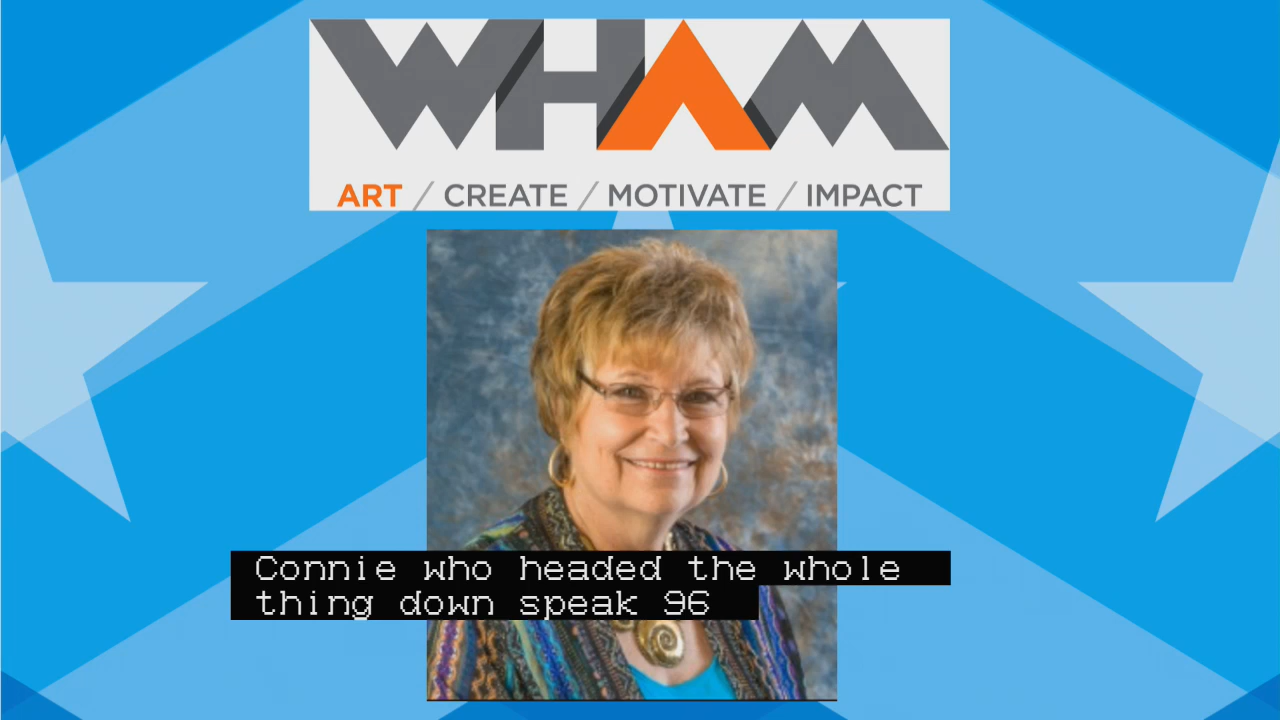 WHAM
ART / CREATE / MOTIVATE / IMPACT
Connie who headed the whole
thing down speak 96